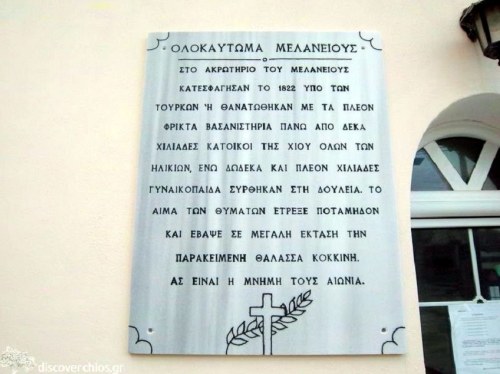 ΟΛΟΚΑΥΤΩΜΑ ΜΕΛΑΝΕΙΟΥΣ
ΣΤΟ ΑΚΡΩΤΗΡΙΟ ΤΟΥ ΜΕΛΑΝΕΙΟΥΣ
ΚΑΤΕΣΦΑΓΗΣΑΝ ΤΟ 1822 ΥΠΟ ΤΩΝ
ΤΟΥΡΚΩΝ Ή ΘΑΝΑΤΩΘΗΚΑΝ ΜΕ ΤΑ ΠΛΕΟΝ
ΦΡΙΚΤΑ ΒΑΣΑΝΙΣΤΗΡΙΑ ΠΑΝΩ ΑΠΟ ΔΕΚΑ
ΧΙΛΙΑΔΕΣ ΚΑΤΟΙΚΟΙ ΤΗΣ ΧΙΟΥ ΟΛΩΝ ΤΩΝ
ΗΛΙΚΙΩΝ, ΕΝΩ ΔΩΔΕΚΑ ΚΑΙ ΠΛΕΟΝ ΧΙΛΙΑΔΕΣ
ΓΥΝΑΙΚΟΠΑΙΔΑ ΣΥΡΘΗΚΑΝ ΣΤΗ ΔΟΥΛΕΙΑ. ΤΟ
ΑΙΜΑ ΤΩΝ ΘΥΜΑΤΩΝ ΕΤΡΕΞΕ ΠΟΤΑΜΗΔΟΝ
ΚΑΙ ΕΒΑΨΕ ΣΕ ΜΕΓΑΛΗ ΕΚΤΑΣΗ ΤΗΝ
ΠΑΡΑΚΕΙΜΕΝΗ ΘΑΛΑΣΣΑ ΚΟΚΚΙΝΗ.
ΑΣ ΕΙΝΑΙ Η ΜΝΗΜΗ ΤΟΥΣ ΑΙΩΝΙΑ.
discoverchios.gr